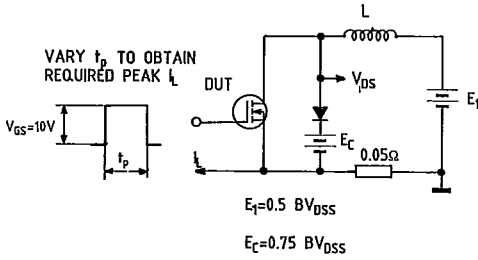 L
VARY tp TO OBTAIN
REQUIRED PEAK IL
DUT
VDS
E1
VGS=10V
EC
tp
IL
0.05Ω
E1=0.5 BVDSS
EC=0.75 BVDSS